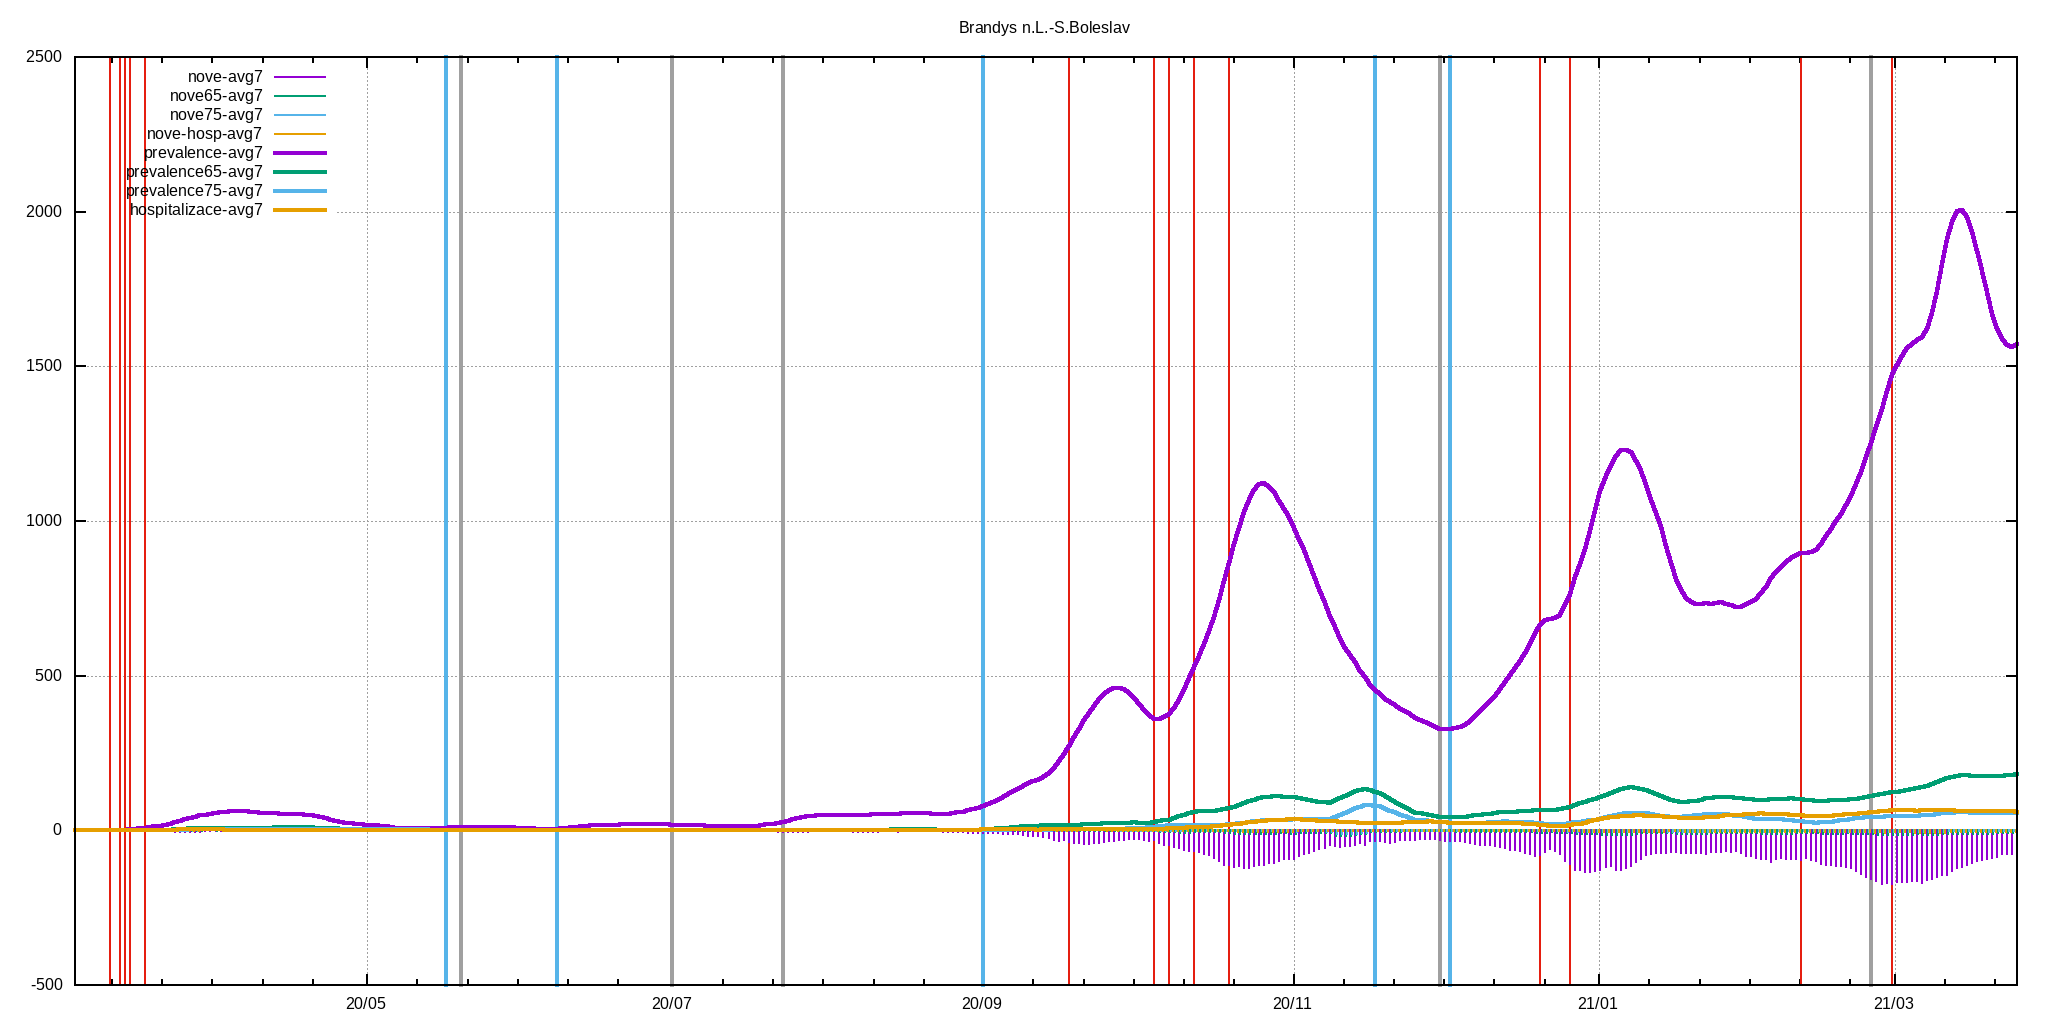 Brandys n.L.-S.Boleslav
2500
nove-avg7
nove65-avg7
nove75-avg7
nove-hosp-avg7
prevalence-avg7
prevalence65-avg7
prevalence75-avg7
hospitalizace-avg7
2000
1500
1000
500
0
-500
20/05 20/07 20/09 20/11 21/01 21/03